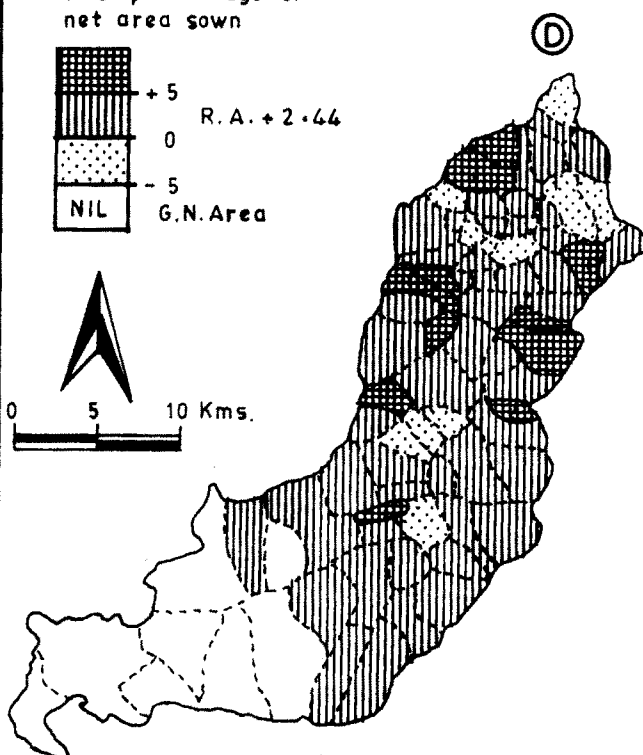 net area sown
D
+ 5
R. A. + 2.44
0
- 5
NIL G.N. Area
0 5 10 Kms.